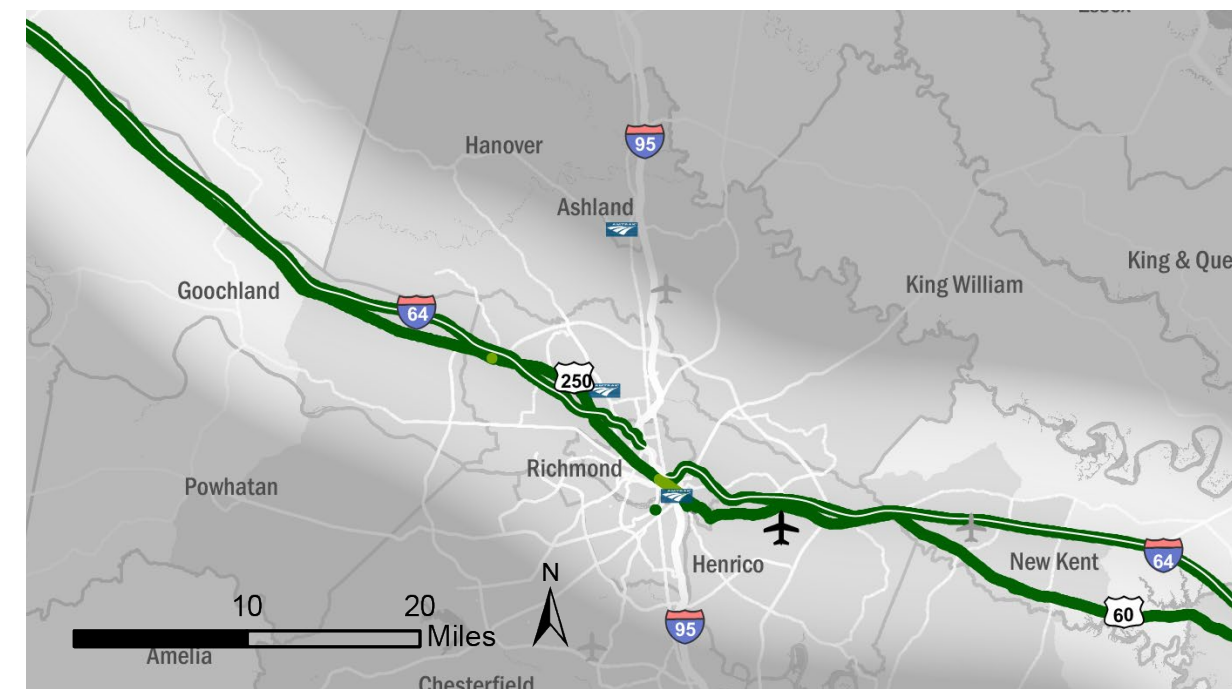 Essex
95
Hanover
Ashland
King & Que
King William
Goochland
64
250
Richmond
Powhatan
Henrico
New Kent
64
60
N
10
20
Miles
95
Amelia
Chesterfield